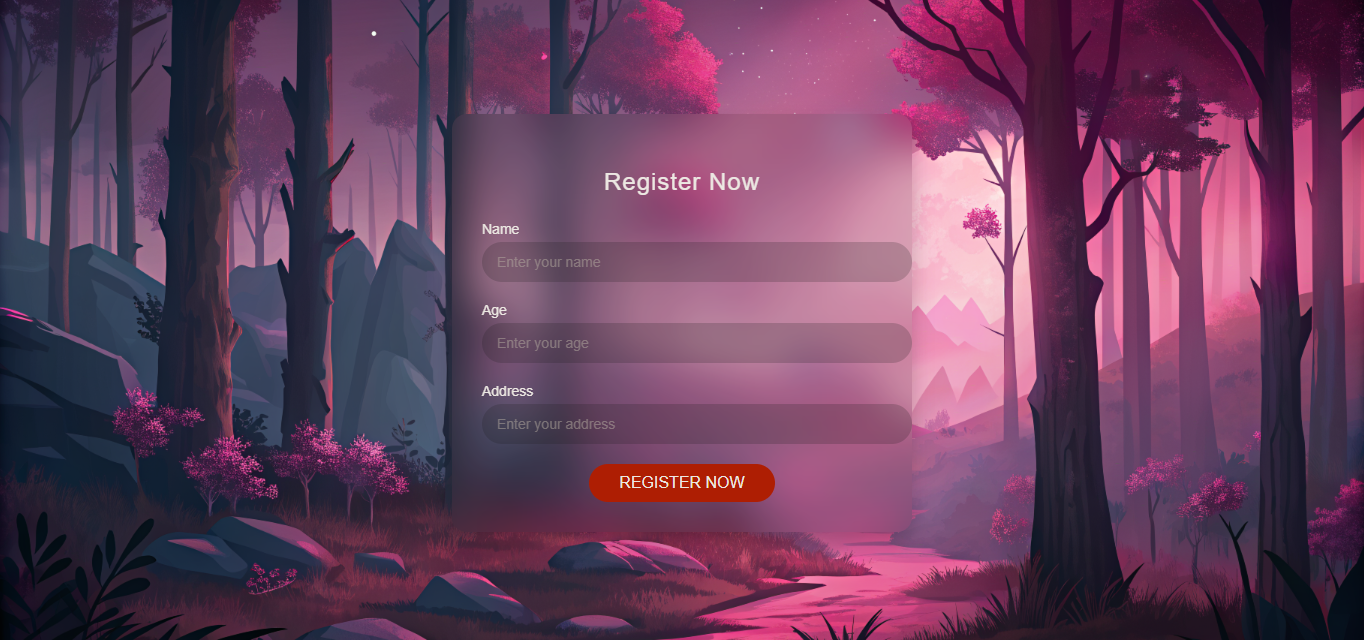 Register Now
Name
Enter your name
Age
Enter your age
Address
Enter your address
REGISTER NOW